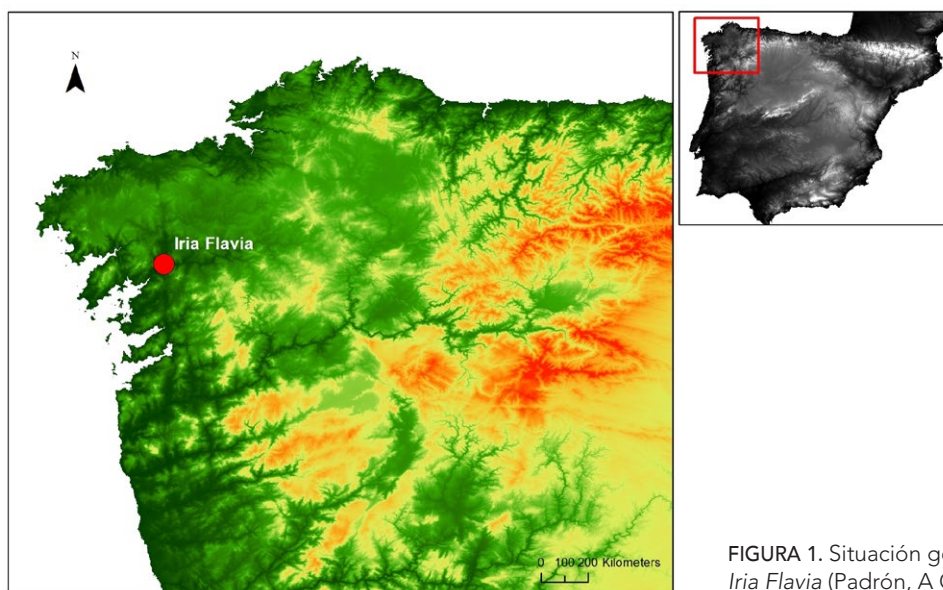 N
Iria Flavia
0 100 200 Kilometers
FIGURA 1. Situación
Iria Flavia (Padrón, A